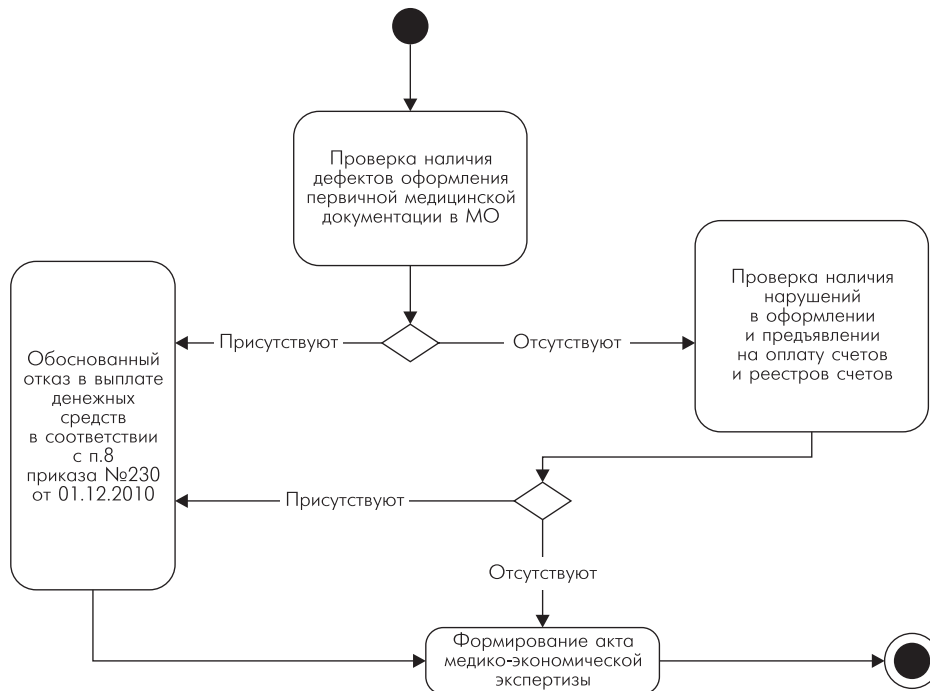 Проверка наличия
дефектов оформления
первичной медицинской
документации в МО
Проверка наличия
нарушений
в оформлении
и предъявлении
на оплату счетов
и реестров счетов
Присутствуют
Отсутствуют
Обоснованный
отказ в выплате
денежных
средств
в соответствии
с п.8
приказа №230
от 01.12.2010
Присутствуют
Отсутствуют
Формирование акта
медико-экономической
экспертизы